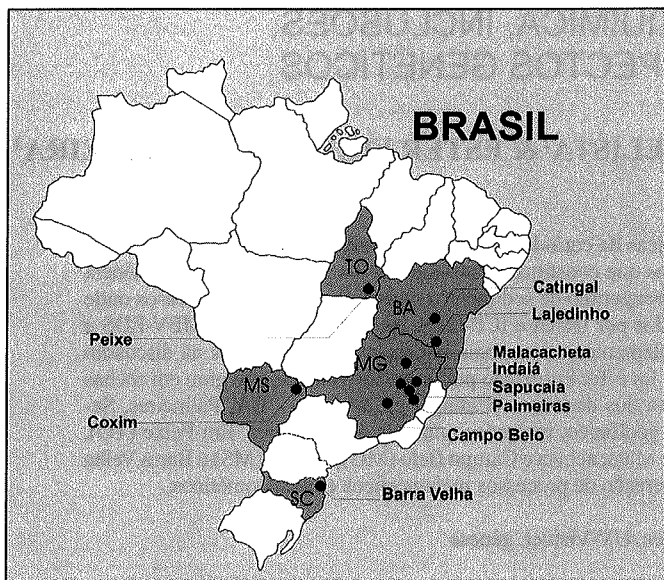 BRASIL
TO
BA
MG
MS
SC
Catingal
Lajedinho
Malacacheta
Indaiá
Sapucaia
Palmeiras
Campo Belo
Barra Velha
Peixe
Coxim